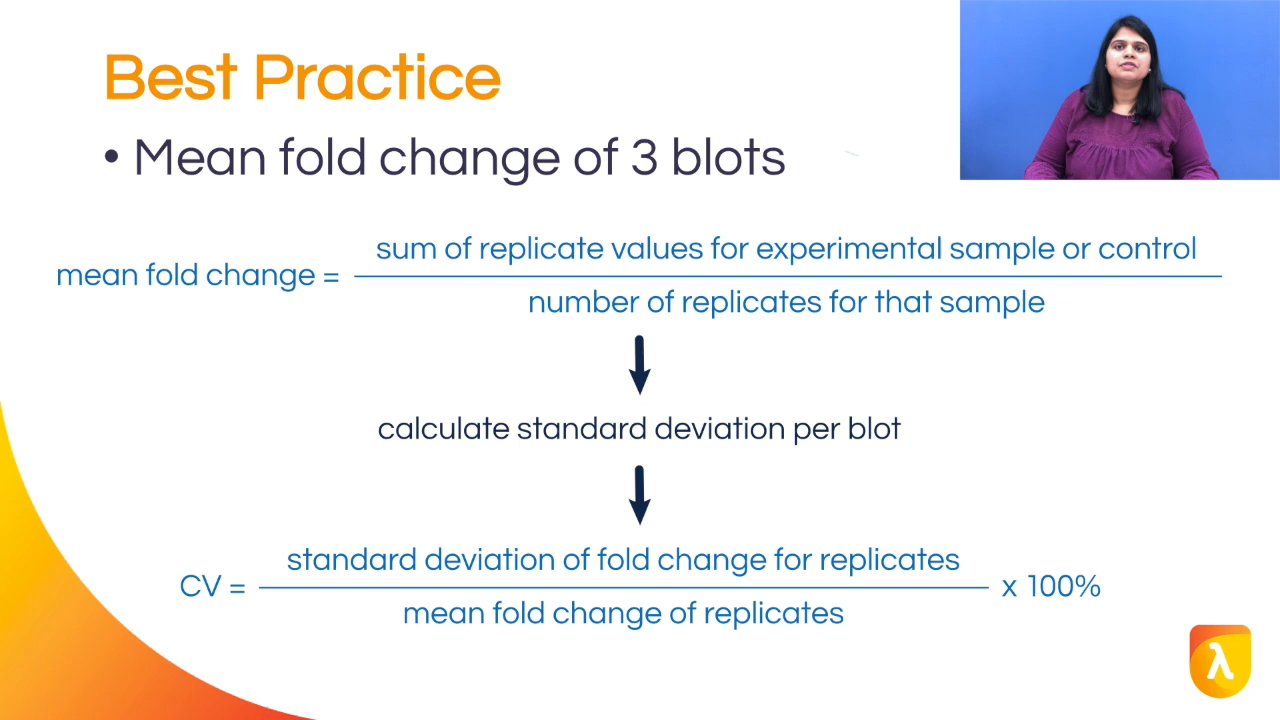 Best Practice
• Mean fold change of 3 blots
mean fold change = sum of replicate values for experimental sample or control
number of replicates for that sample
calculate standard deviation per blot
CV = standard deviation of fold change for replicates x 100%
mean fold change of replicates
λ